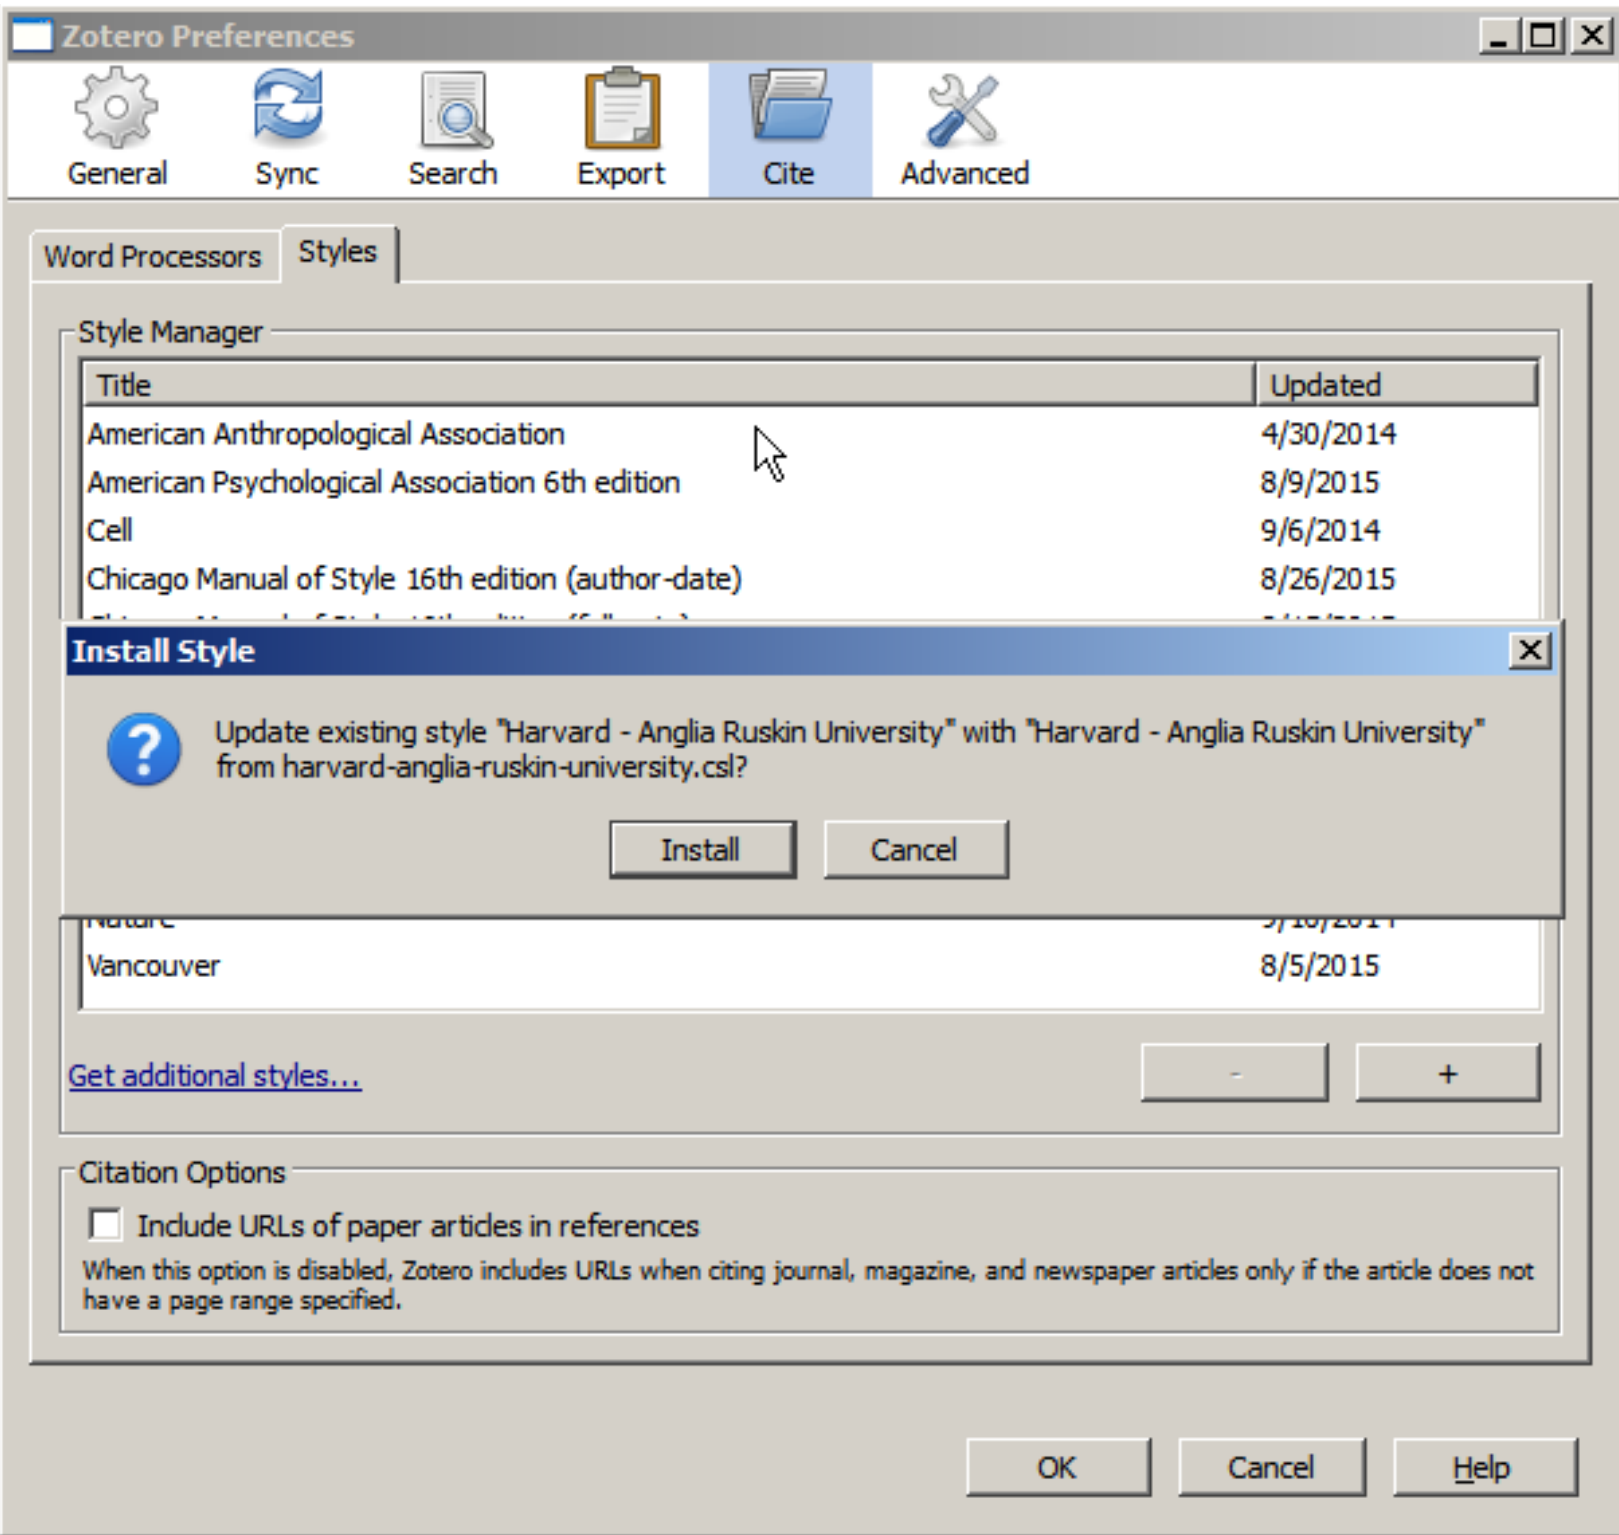 Zotero Preferences
General Sync Search Export Cite Advanced
Word Processors Styles
Style Manager
Title Updated
American Anthropological Association 4/30/2014
American Psychological Association 6th edition 8/9/2015
Cell 9/6/2014
Chicago Manual of Style 16th edition (author-date) 8/26/2015
Install Style
Update existing style "Harvard - Anglia Ruskin University" with "Harvard - Anglia Ruskin University"
from harvard-anglia-ruskin-university.csl?
Install Cancel
Nature
Vancouver 8/5/2015
Get additional styles...
- +
Citation Options
Include URLs of paper articles in references
When this option is disabled, Zotero includes URLs when citing journal, magazine, and newspaper articles only if the article does not
have a page range specified.
OK Cancel Help